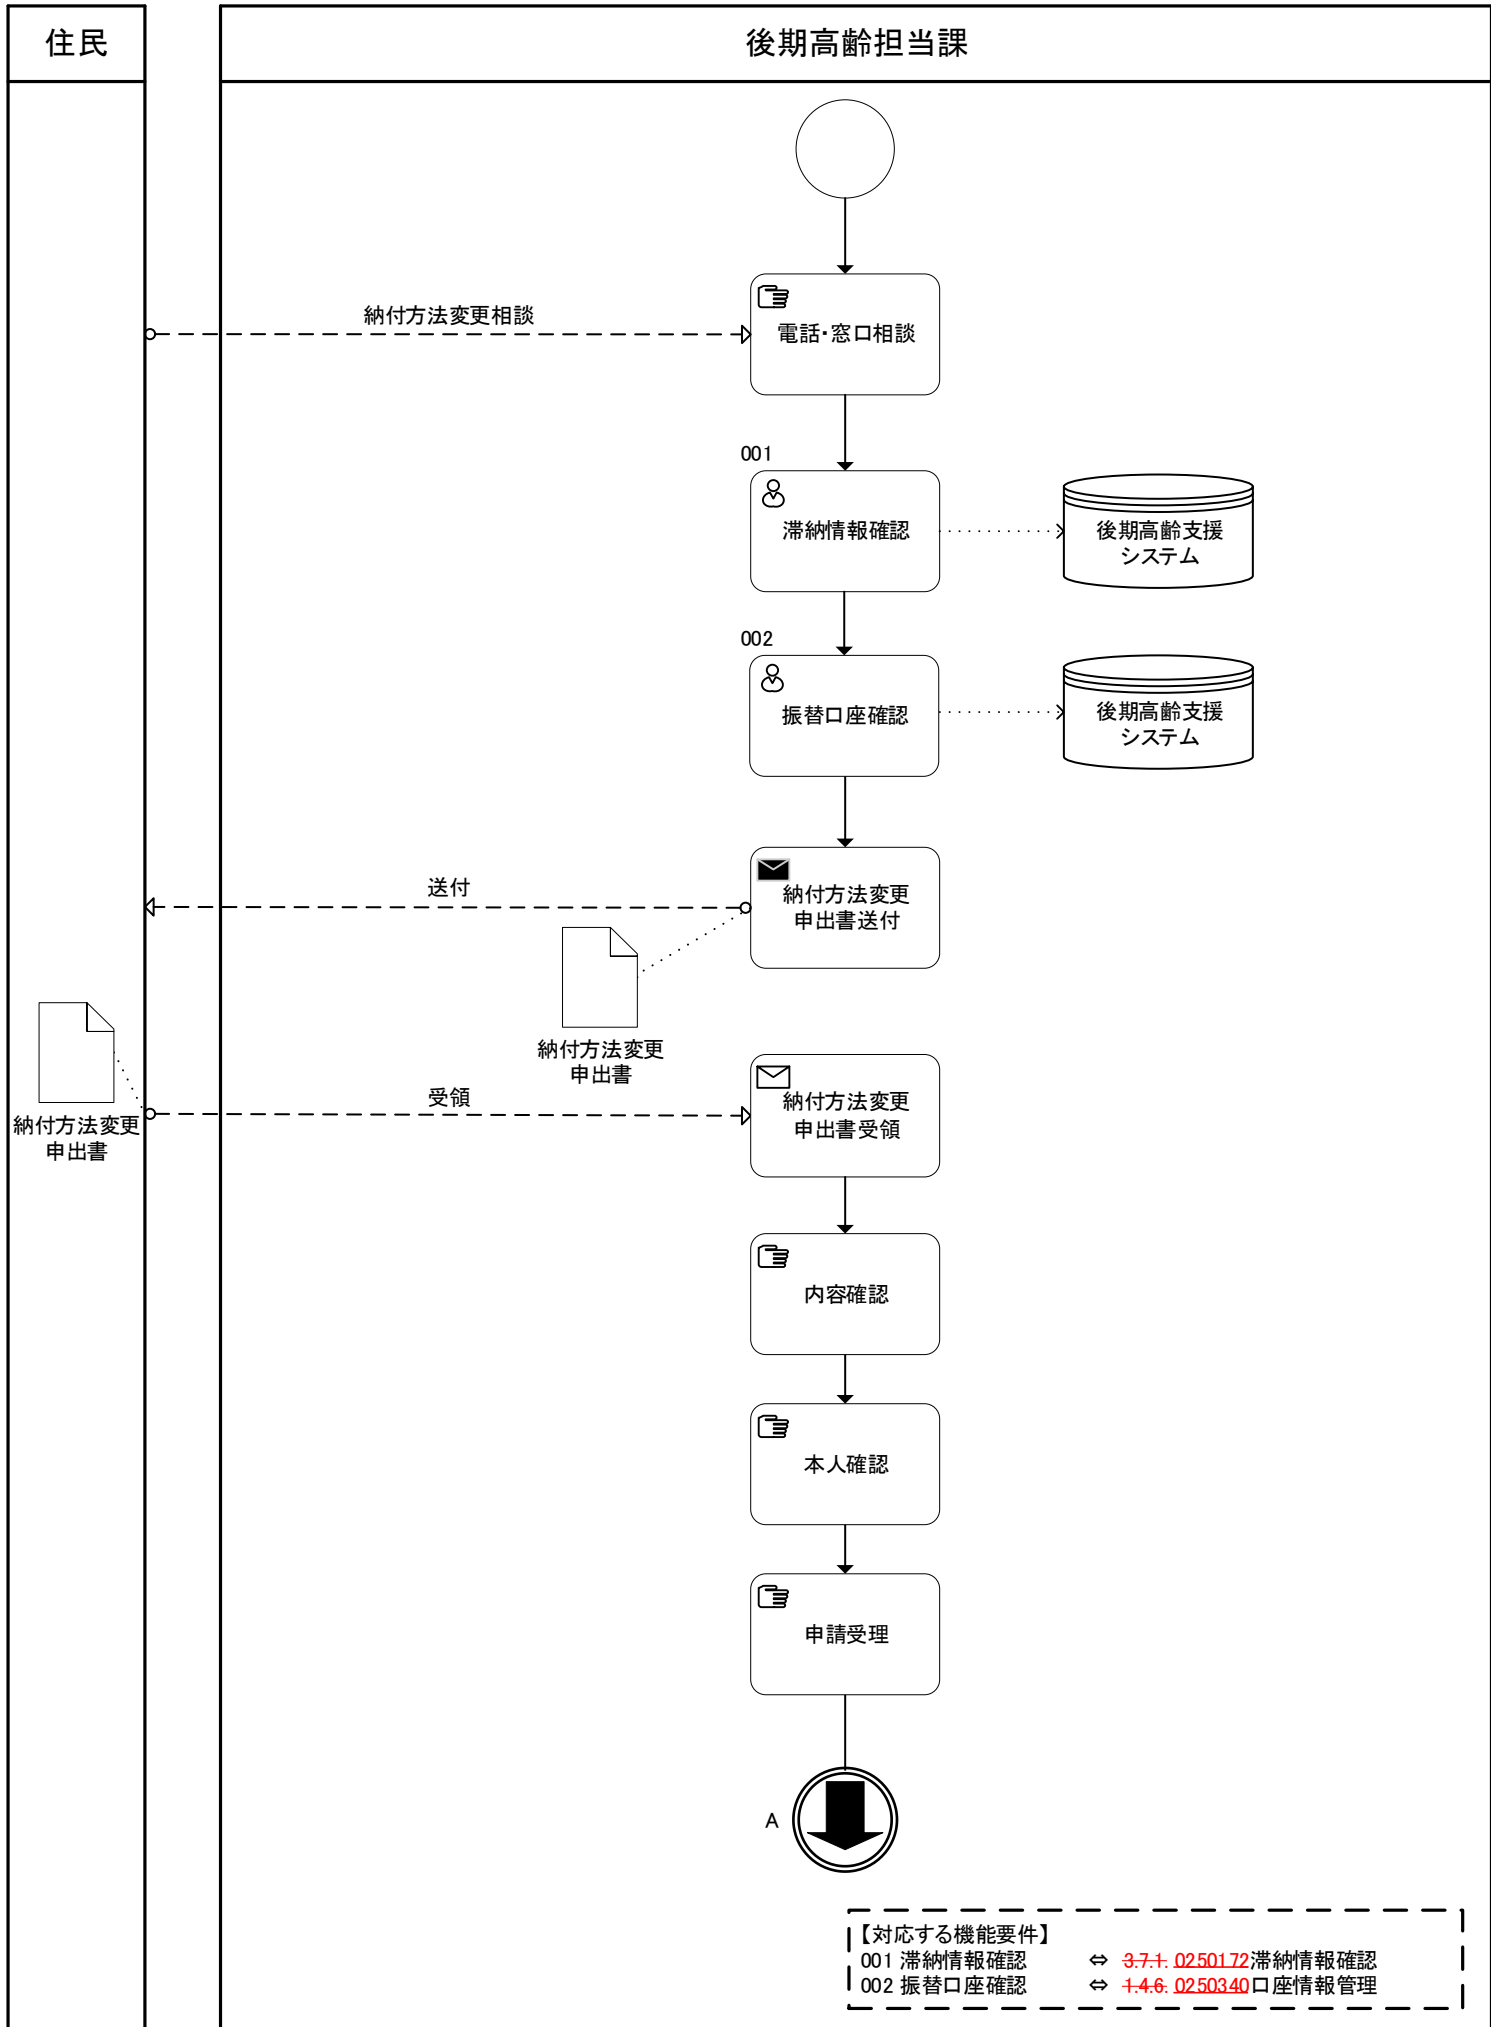 住民
後期高齢担当課
納付方法変更相談
電話・窓口相談
001
滞納情報確認
後期高齢支援
システム
002
振替口座確認
後期高齢支援
システム
送付
納付方法変更
申出書送付
納付方法変更
申出書
納付方法変更
申出書
受領
納付方法変更
申出書受領
内容確認
本人確認
申請受理
A
【対応する機能要件】
001 滞納情報確認 ⇔ 3.7.1. 0250172滞納情報確認
002 振替口座確認 ⇔ 1.4.6. 0250340口座情報管理